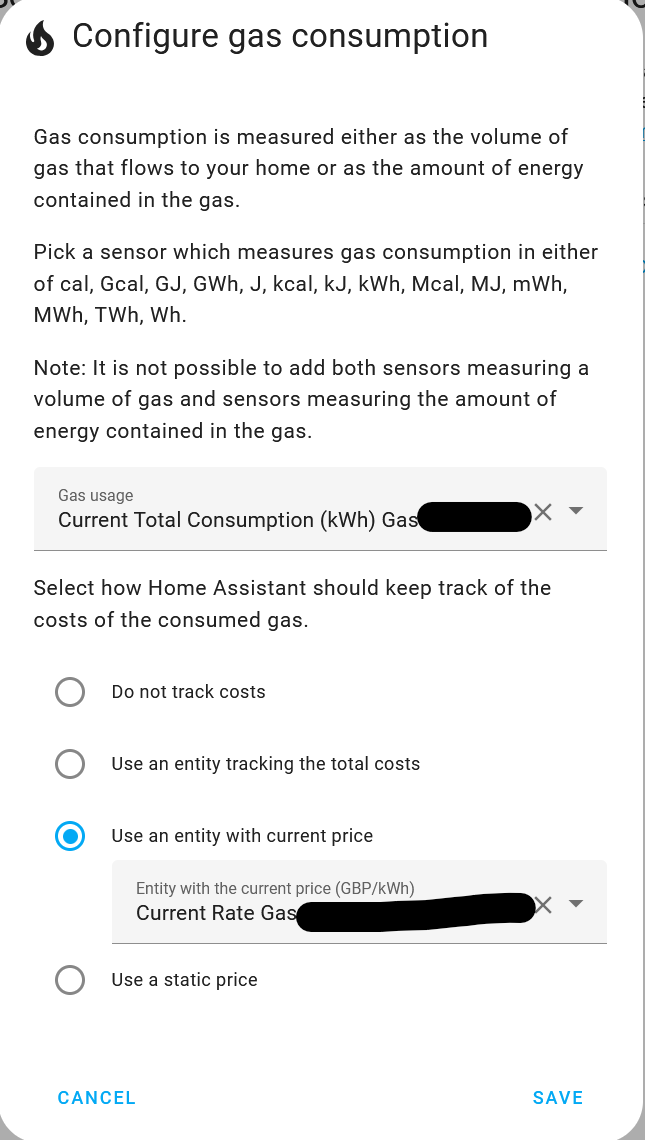 Configure gas consumption
Gas consumption is measured either as the volume of
gas that flows to your home or as the amount of energy
contained in the gas.
Pick a sensor which measures gas consumption in either
of cal, Gcal, GJ, GWh, J, kcal, kJ, kWh, Mcal, MJ, mWh,
MWh, TWh, Wh.
Note: It is not possible to add both sensors measuring a
volume of gas and sensors measuring the amount of
energy contained in the gas.
Gas usage
Current Total Consumption (kWh) Gas
Select how Home Assistant should keep track of the
costs of the consumed gas.
Do not track costs
Use an entity tracking the total costs
Use an entity with current price
Entity with the current price (GBP/kWh)
Current Rate Gas
Use a static price
CANCEL
SAVE